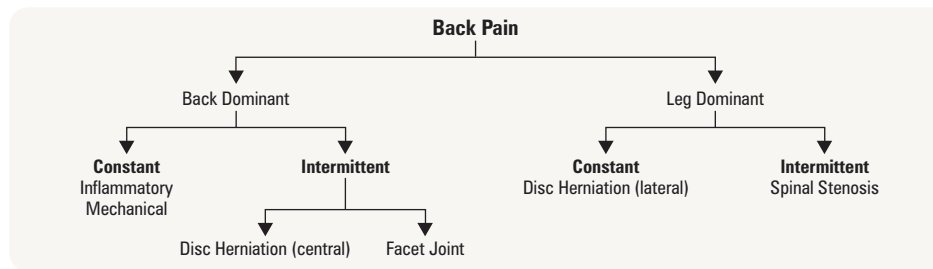 Back Pain
Back Dominant
Leg Dominant
Constant
Inflammatory
Mechanical
Intermittent
Disc Herniation (central)
Facet Joint
Constant
Disc Herniation (lateral)
Intermittent
Spinal Stenosis